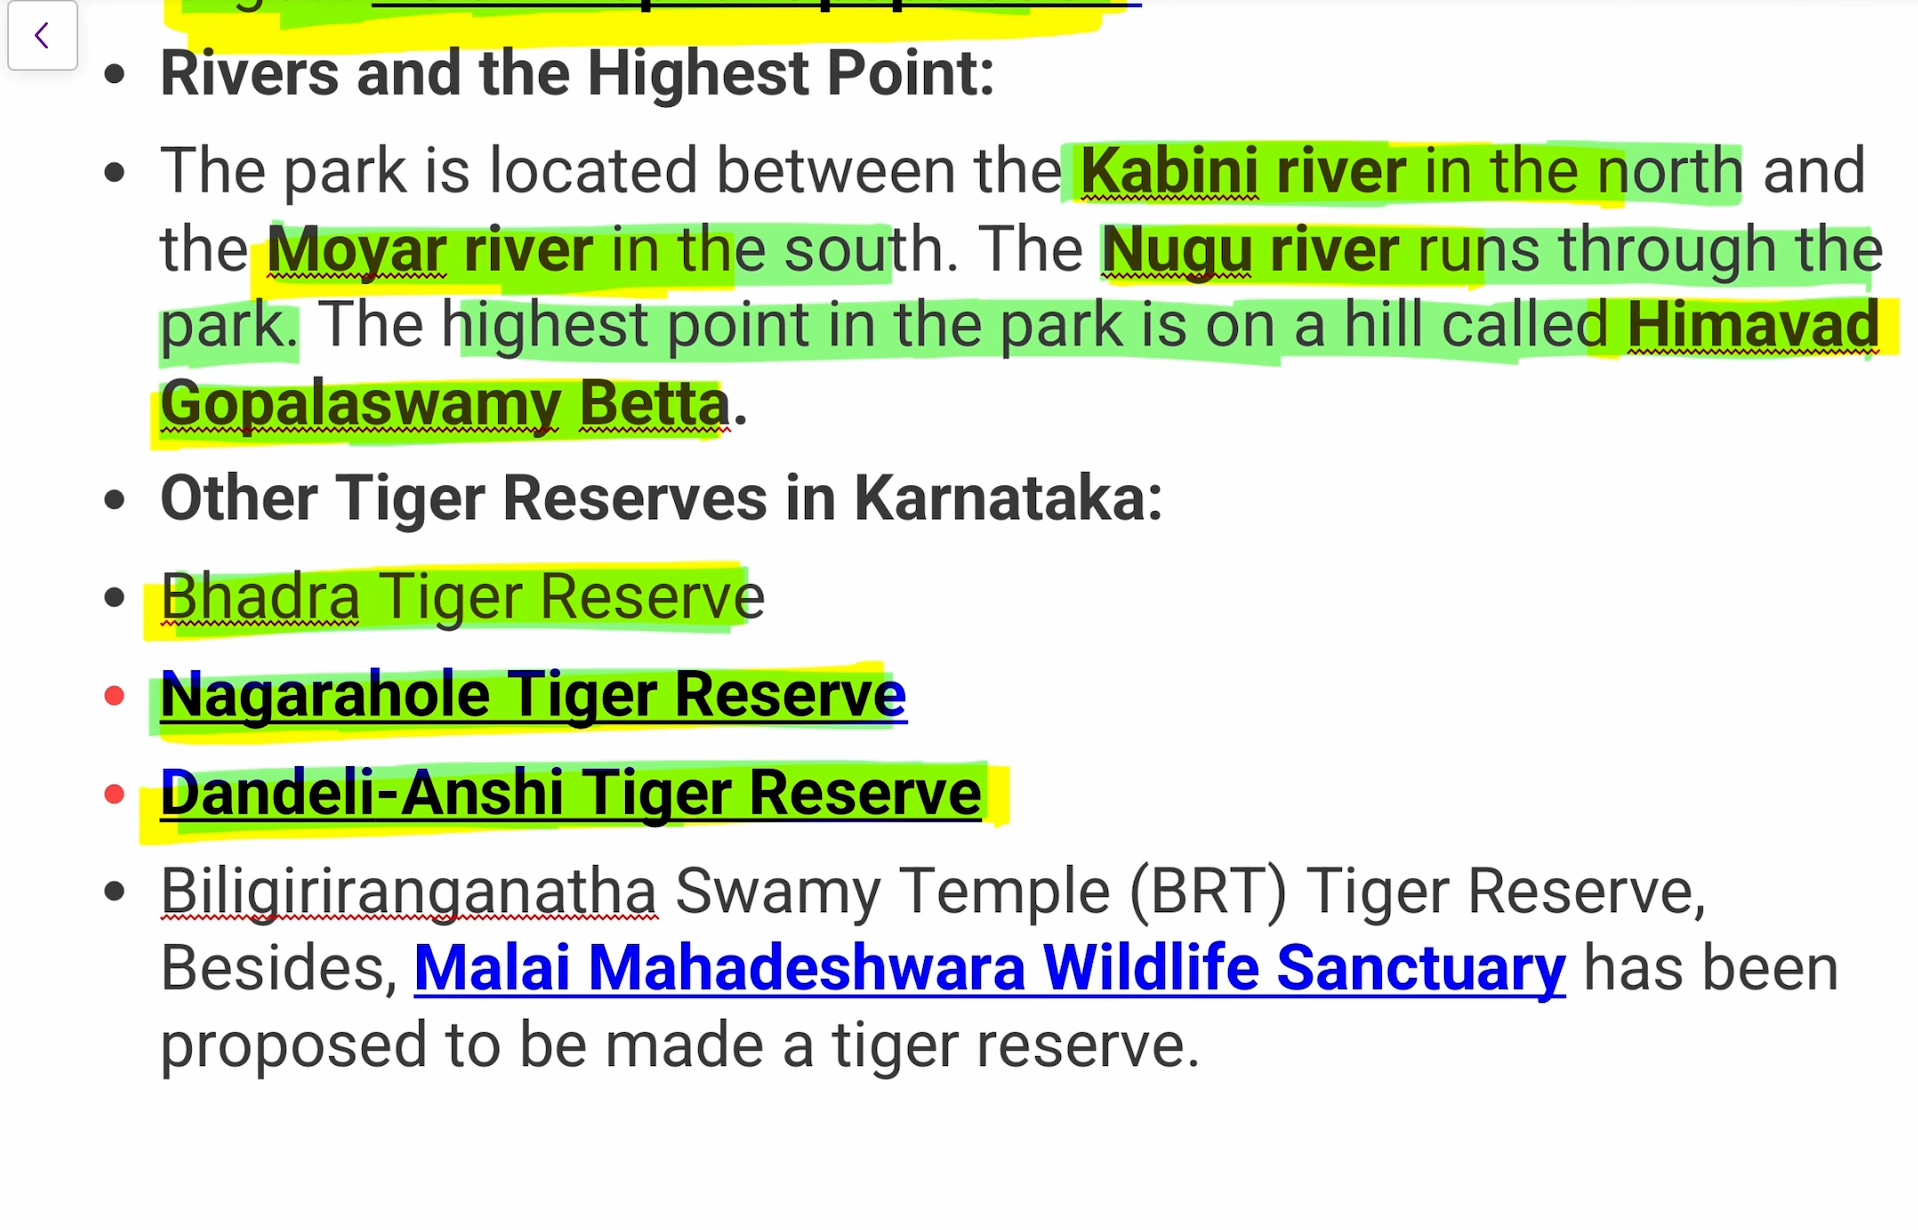 Rivers and the Highest Point:
The park is located between the Kabini river in the north and
the Moyar river in the south. The Nugu river runs through the
park. The highest point in the park is on a hill called Himavad
Gopalaswamy Betta.
Other Tiger Reserves in Karnataka:
Bhadra Tiger Reserve
Nagarahole Tiger Reserve
Dandeli-Anshi Tiger Reserve
Biligiriranganatha Swamy Temple (BRT) Tiger Reserve,
Besides, Malai Mahadeshwara Wildlife Sanctuary has been
proposed to be made a tiger reserve.